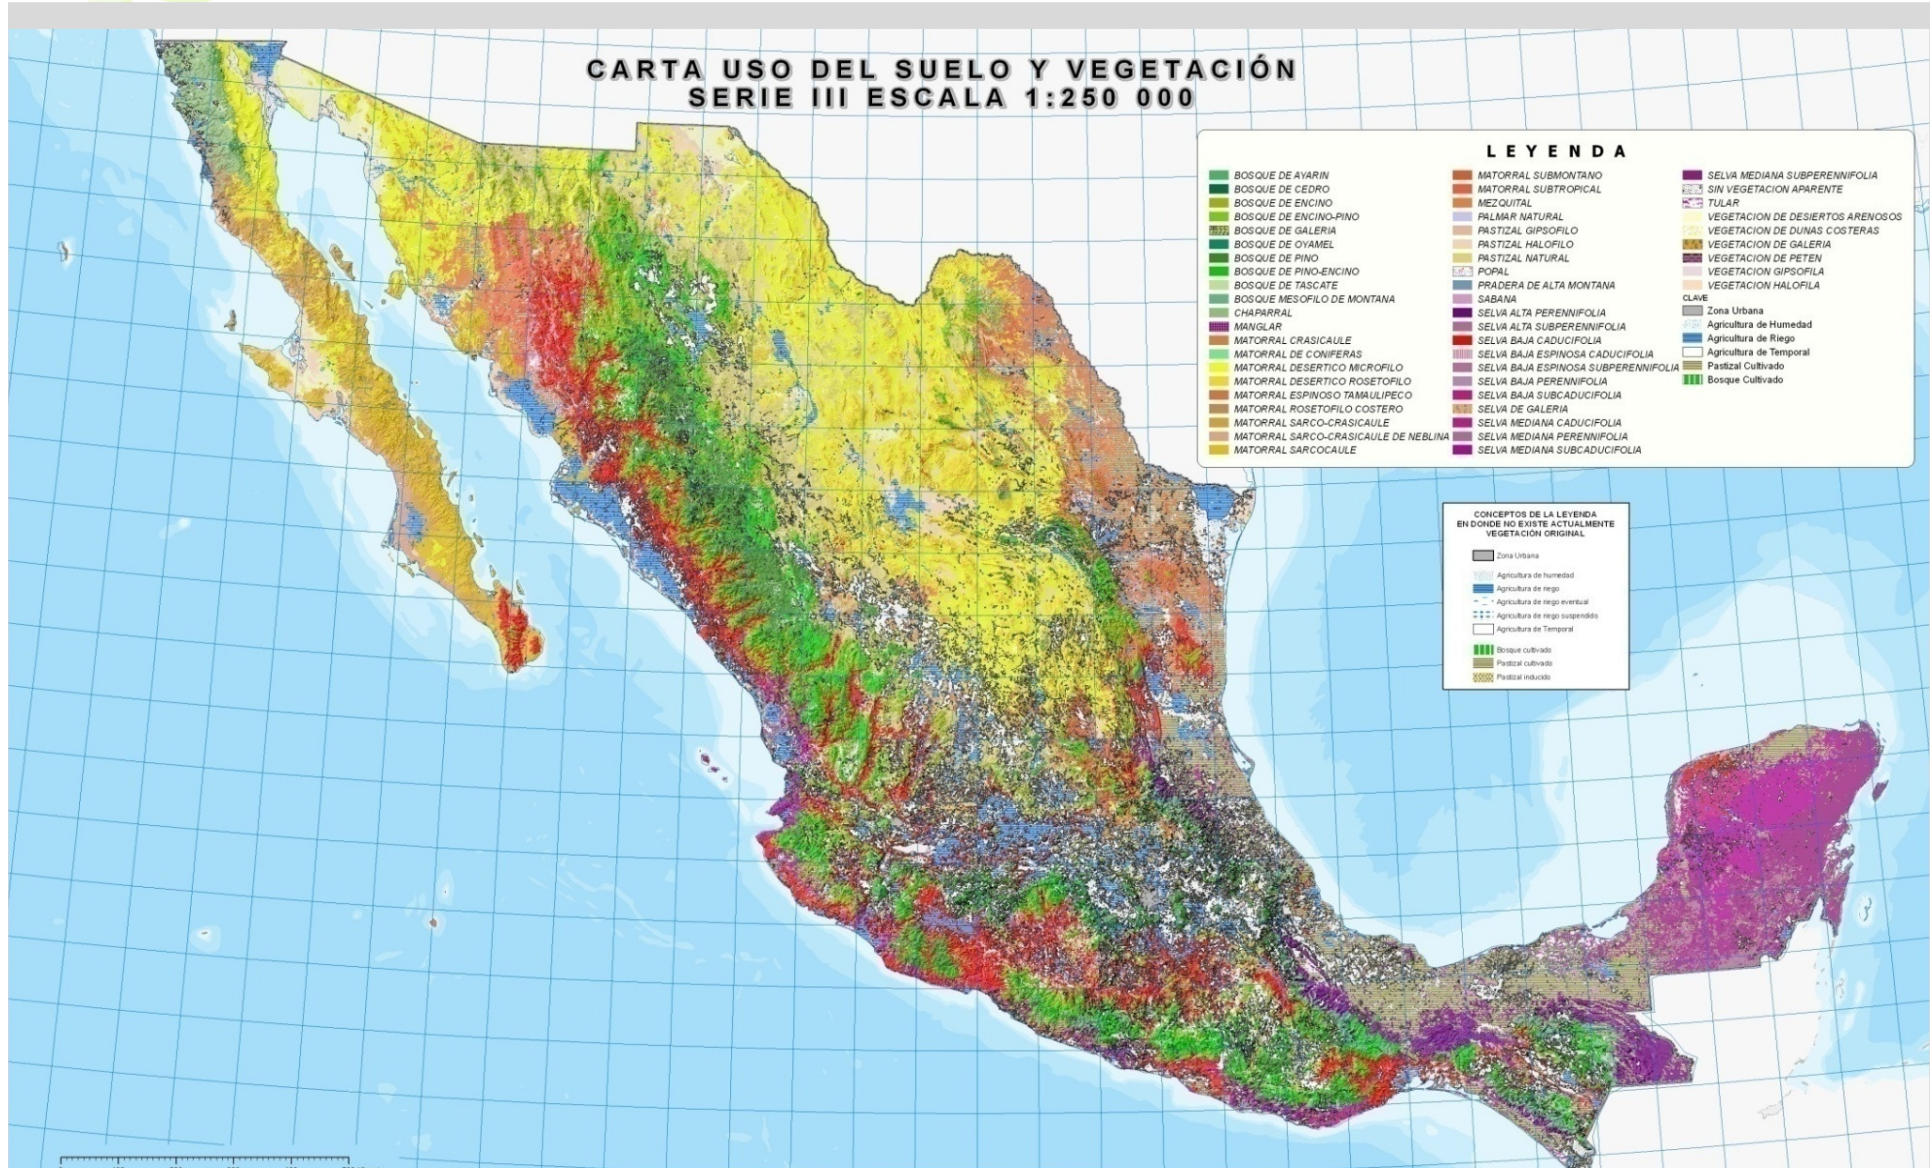 CARTA USO DEL SUELO Y VEGETACIÓN
SERIE III ESCALA 1:250 000
LEYENDA
BOSQUE DE AYARIN
BOSQUE DE CEDRO
BOSQUE DE ENCINO
BOSQUE DE ENCINO-PINO
BOSQUE DE GALERIA
BOSQUE DE OYAMEL
BOSQUE DE PINO
BOSQUE DE PINO-ENCINO
BOSQUE DE TASCATE
BOSQUE MESOFILO DE MONTANA
CHAPARRAL
MANGLAR
MATORRAL CRASICAULE
MATORRAL DE CONIFERAS
MATORRAL DESERTICO MICROFILO
MATORRAL DESERTICO ROSETOFILO
MATORRAL ESPINOSO TAMAULIPECO
MATORRAL ROSETOFILO COSTERO
MATORRAL SARCO-CRASICAULE
MATORRAL SARCO-CRASICAULE DE NEBLINA
MATORRAL SARCOCAULE
MATORRAL SUBMONTANO
MATORRAL SUBTROPICAL
MEZQUITAL
PALMAR NATURAL
PASTIZAL GIPSOFILO
PASTIZAL HALOFILO
PASTIZAL NATURAL
POPAL
PRADERA DE ALTA MONTANA
SABANA
SELVA ALTA PERENNIFOLIA
SELVA ALTA SUBPERENNIFOLIA
SELVA BAJA CADUCIFOLIA
SELVA BAJA ESPINOSA CADUCIFOLIA
SELVA BAJA ESPINOSA SUBPERENNIFOLIA
SELVA BAJA PERENNIFOLIA
SELVA BAJA SUBCADUCIFOLIA
SELVA DE GALERIA
SELVA MEDIANA CADUCIFOLIA
SELVA MEDIANA PERENNIFOLIA
SELVA MEDIANA SUBCADUCIFOLIA
SELVA MEDIANA SUBPERENNIFOLIA
SIN VEGETACION APARENTE
TULAR
VEGETACION DE DESIERTOS ARENOSOS
VEGETACION DE DUNAS COSTERAS
VEGETACION DE GALERIA
VEGETACION DE PETEN
VEGETACION GIPSOFILA
VEGETACION HALOFILA
CLAVE
Zona Urbana
Agricultura de Humedad
Agricultura de Riego
Agricultura de Temporal
Pastizal Cultivado
Bosque Cultivado
CONCEPTOS DE LA LEYENDA
EN DONDE NO EXISTE ACTUALMENTE
VEGETACIÓN ORIGINAL
Zona Urbana
Agricultura de humedad
Agricultura de riego
Agricultura de riego eventual
Agricultura de riego suspendido
Agricultura de Temporal
Bosque cultivado
Pastizal cultivado
Pastizal inducido